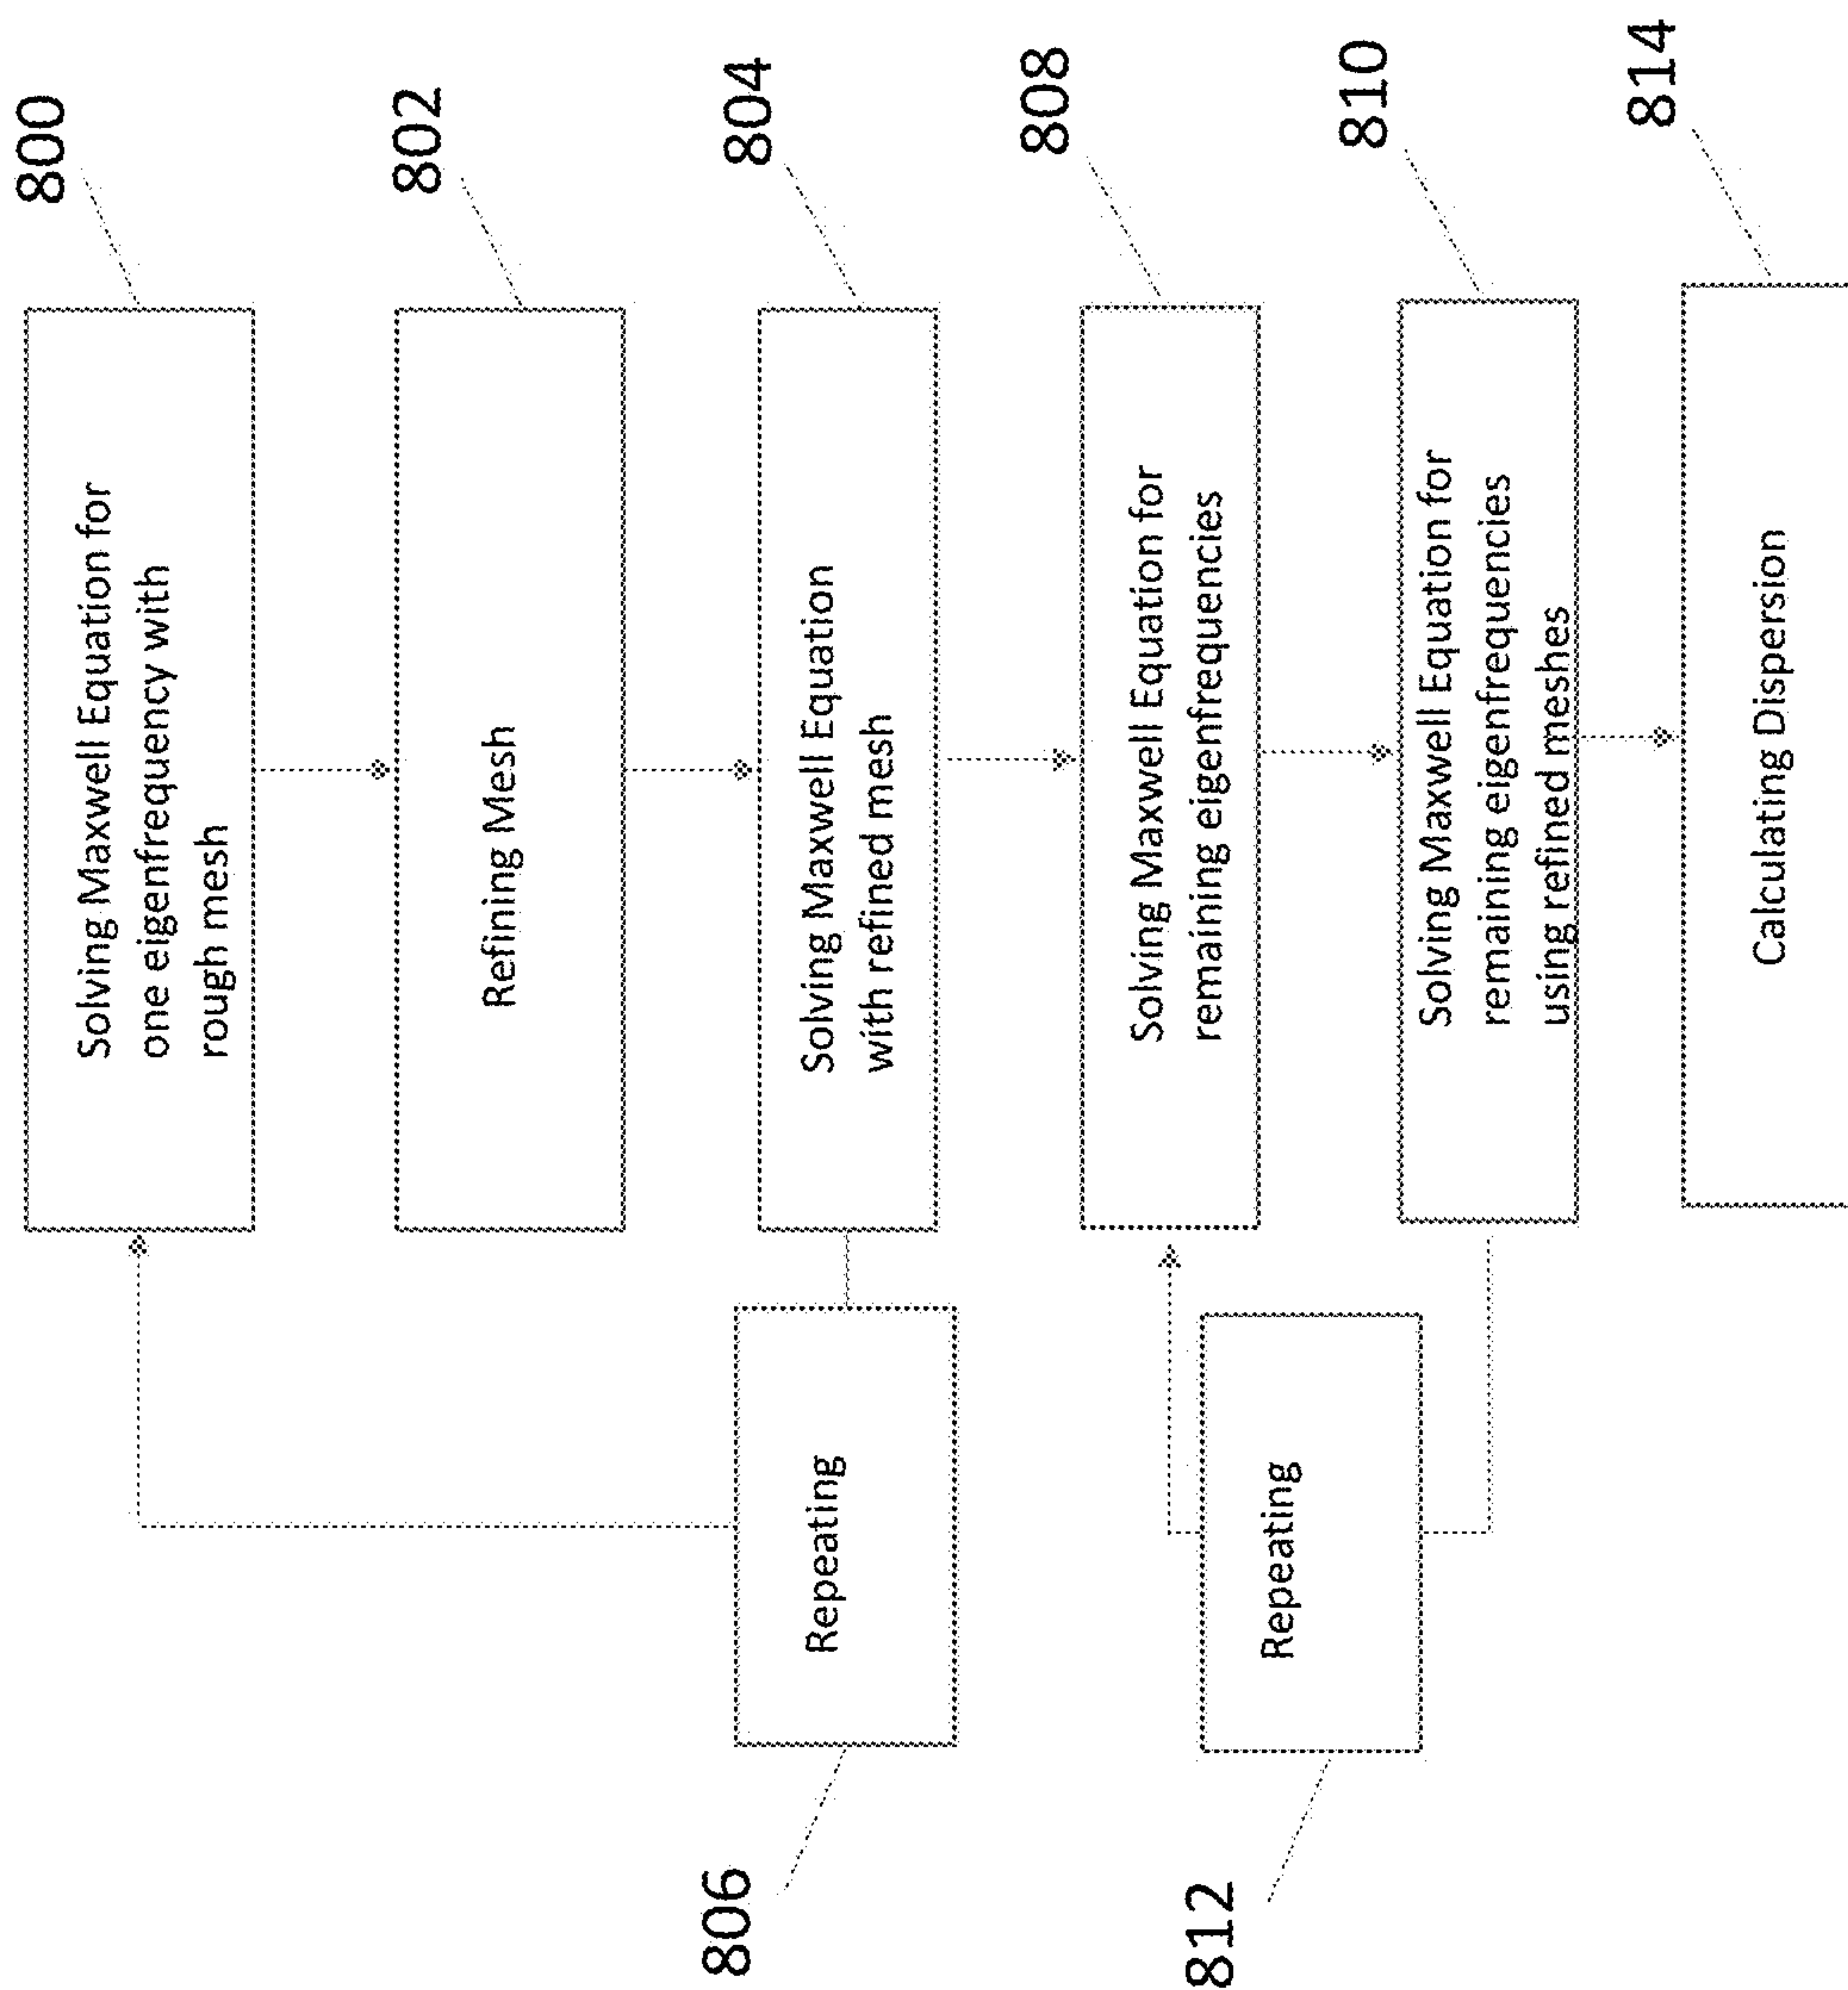 800
Solving Maxwell Equation for
one eigenfrequency with
rough mesh
802
Refining Mesh
804
Solving Maxwell Equation
with refined mesh
806
Repeating
808
Solving Maxwell Equation for
remaining eigenfrequencies
810
Solving Maxwell Equation for
remaining eigenfrequencies
using refined meshes
812
Repeating
814
Calculating Dispersion